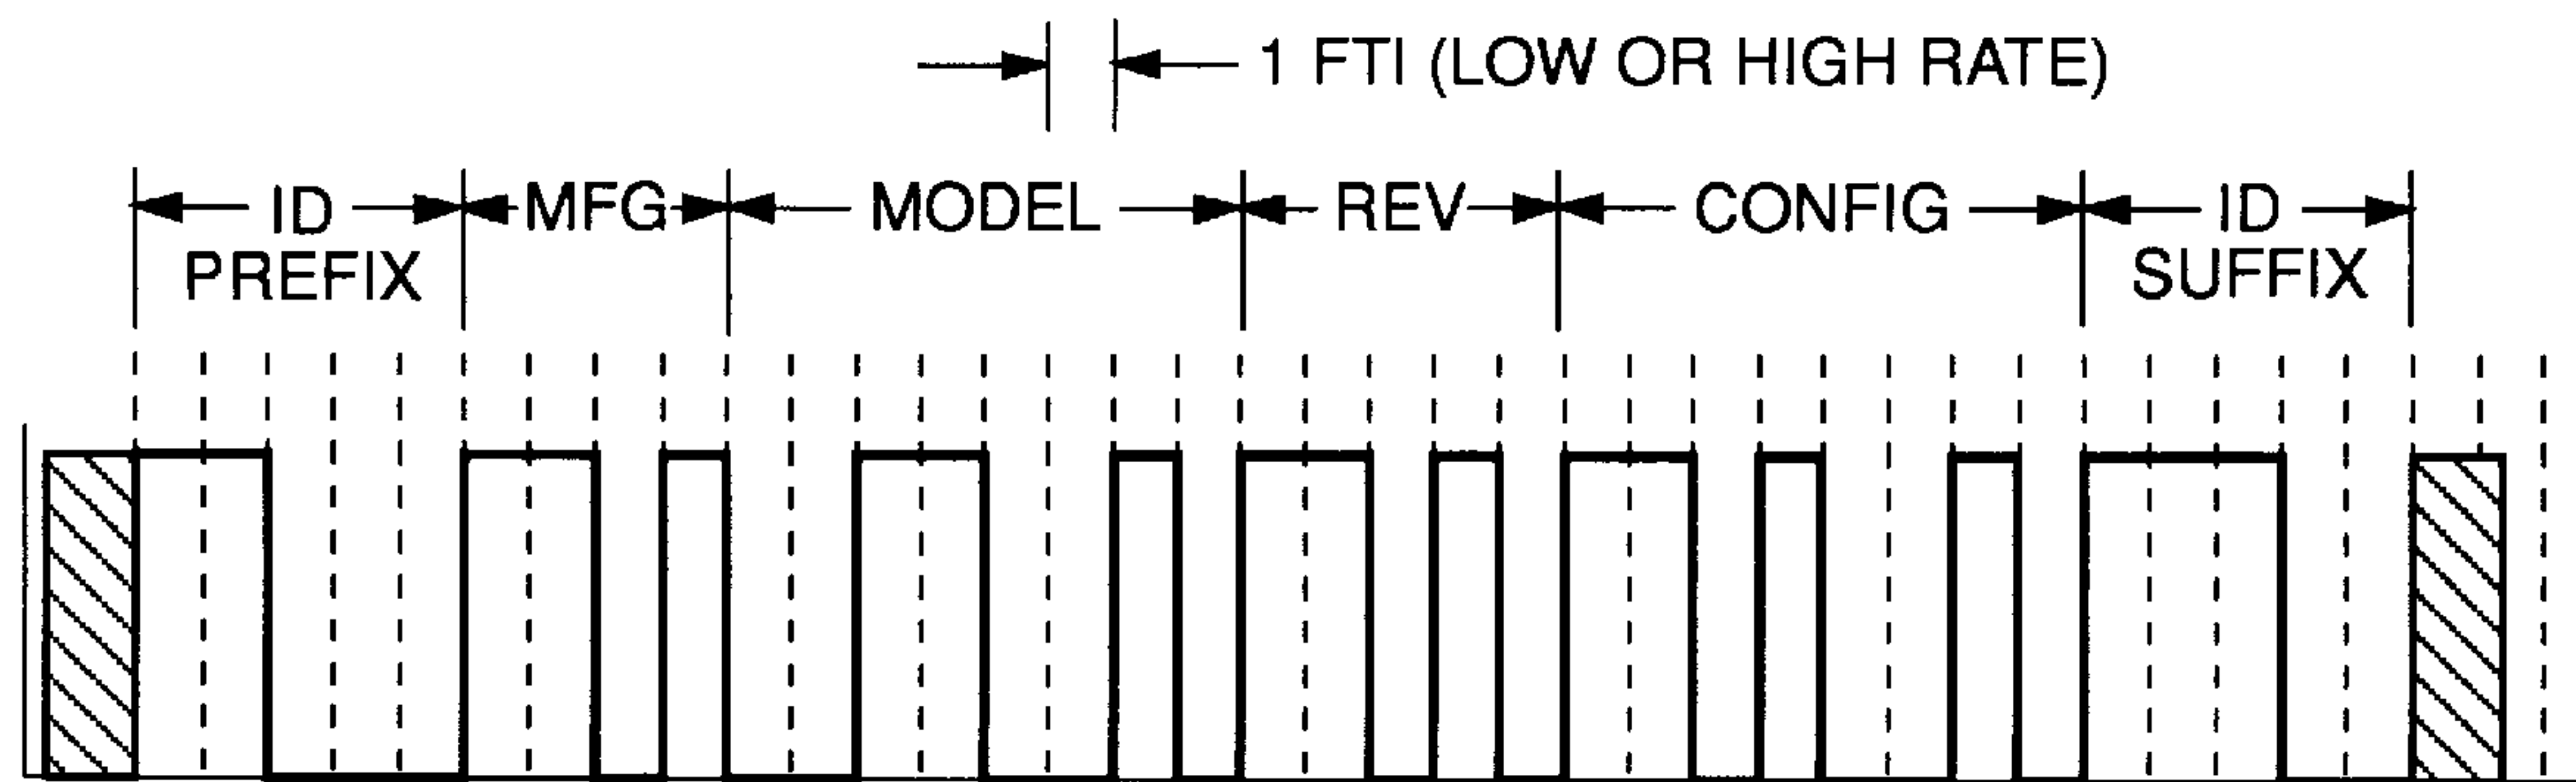 1 FTI (LOW OR HIGH RATE)
ID PREFIX
MFG
MODEL
REV
CONFIG
ID SUFFIX